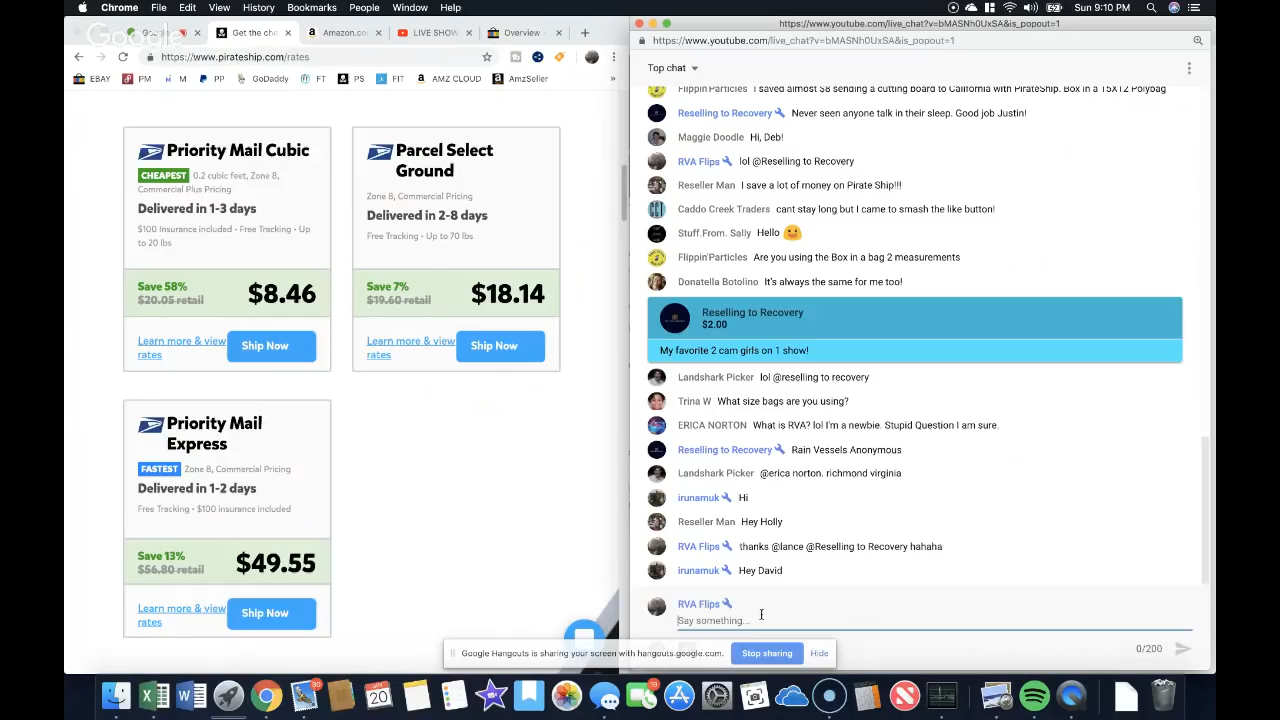 Chrome File Edit View History Bookmarks People Window Help
Sun 9:10 PM
Google
Get the che
Amazon.co
LIVE SHOW
Overview -
https://www.pirateship.com/rates
EBAY PM M PP GoDaddy FT PS FIT AMZ CLOUD AmzSeller »
Priority Mail Cubic
CHEAPEST 0.2 cubic feet, Zone 8,
Commercial Plus Pricing
Delivered in 1-3 days
$100 Insurance included • Free Tracking • Up
to 20 lbs
Save 58%
$20.05 retail
$8.46
Learn more & view
rates
Ship Now
Parcel Select
Ground
Zone 8, Commercial Pricing
Delivered in 2-8 days
Free Tracking • Up to 70 lbs
Save 7%
$19.60 retail
$18.14
Learn more & view
rates
Ship Now
Priority Mail
Express
FASTEST Zone 8, Commercial Pricing
Delivered in 1-2 days
Free Tracking • $100 insurance included
Save 13%
$56.80 retail
$49.55
Learn more & view
rates
Ship Now
https://www.youtube.com/live_chat?v=bMASNh0UxSA&is_popout=1
https://www.youtube.com/live_chat?v=bMASNh0UxSA&is_popout=1
Top chat
Flippin'Particles I saved almost $8 sending a cutting board to California with PirateShip. Box in a 15X12 Polybag
Reselling to Recovery Never seen anyone talk in their sleep. Good job Justin!
Maggie Doodle Hi, Deb!
RVA Flips lol @Reselling to Recovery
Reseller Man I save a lot of money on Pirate Ship!!!
Caddo Creek Traders cant stay long but I came to smash the like button!
Stuff.From. Sally Hello
Flippin'Particles Are you using the Box in a bag 2 measurements
Donatella Botolino It's always the same for me too!
Reselling to Recovery
$2.00
My favorite 2 cam girls on 1 show!
Landshark Picker lol @reselling to recovery
Trina W What size bags are you using?
ERICA NORTON What is RVA? lol I'm a newbie. Stupid Question I am sure.
Reselling to Recovery Rain Vessels Anonymous
Landshark Picker @erica norton. richmond virginia
irunamuk Hi
Reseller Man Hey Holly
RVA Flips thanks @lance @Reselling to Recovery hahaha
irunamuk Hey David
RVA Flips
Say something...
0/200
Google Hangouts is sharing your screen with hangouts.google.com.
Stop sharing
Hide